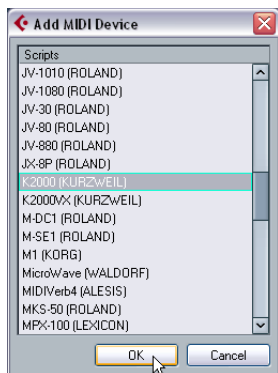 Add MIDI Device
Scripts
JV-1010 (ROLAND)
JV-1080 (ROLAND)
JV-30 (ROLAND)
JV-80 (ROLAND)
JV-880 (ROLAND)
JX-8P (ROLAND)
K2000 (KURZWEIL)
K2000VX (KURZWEIL)
M-DC1 (ROLAND)
M-SE1 (ROLAND)
M1 (KORG)
MicroWave (WALDORF)
MIDIVerb4 (ALESIS)
MKS-50 (ROLAND)
MPX-100 (LEXICON)
OK Cancel